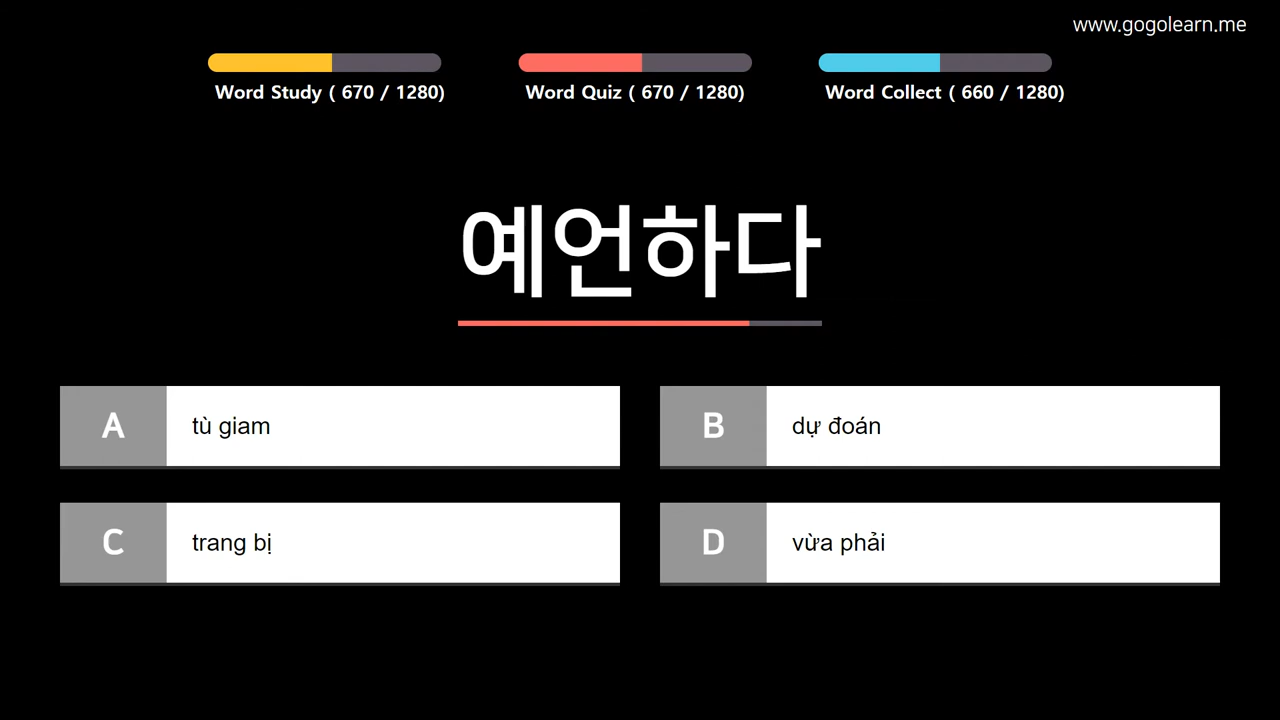 www.gogolearn.me
Word Study ( 670 / 1280)
Word Quiz ( 670 / 1280)
Word Collect ( 660 / 1280)
예언하다
A
tù giam
B
dự đoán
C
trang bị
D
vừa phải